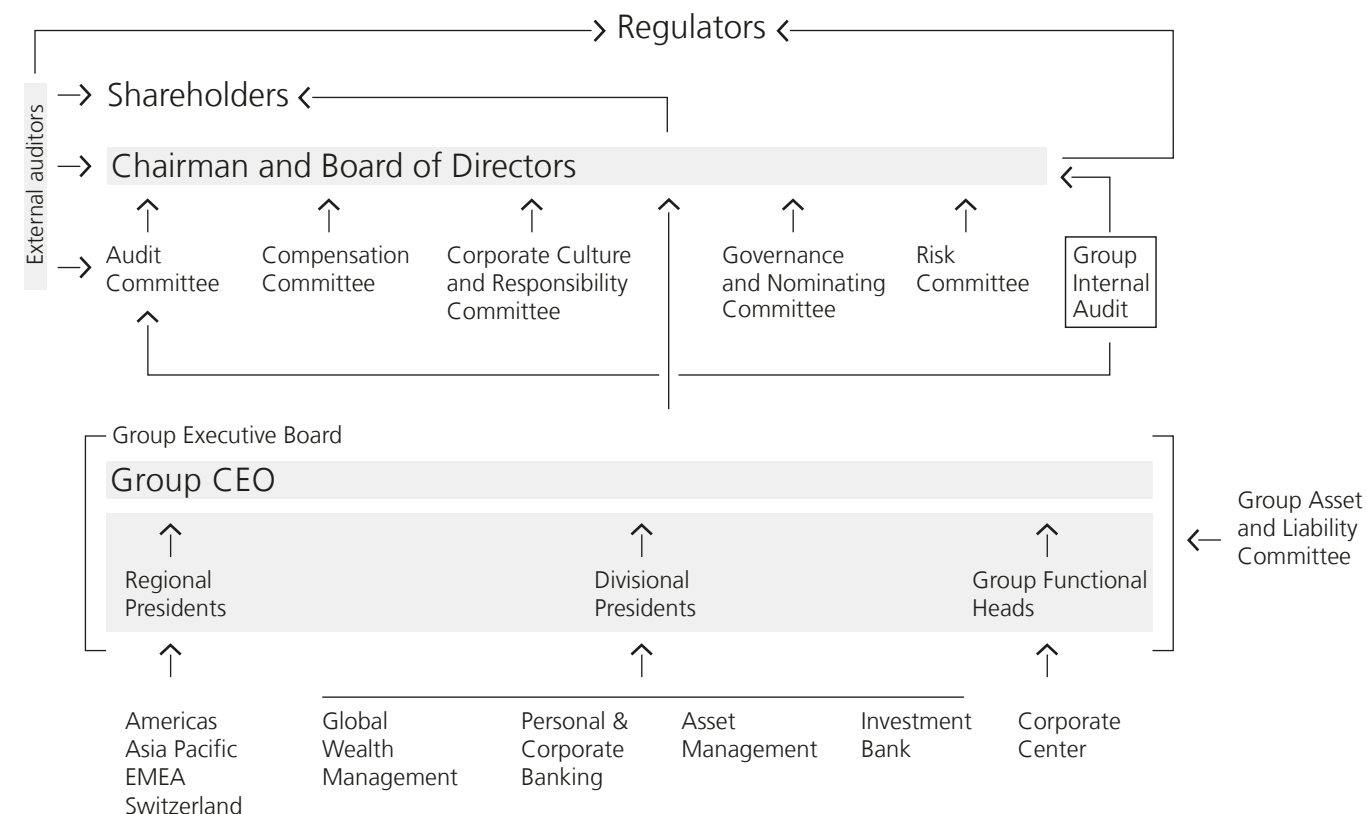 Regulators
Shareholders
External auditors
Chairman and Board of Directors
Audit
Committee
Compensation
Committee
Corporate Culture
and Responsibility
Committee
Governance
and Nominating
Committee
Risk
Committee
Group
Internal
Audit
Group Executive Board
Group CEO
Group Asset
and Liability
Committee
Regional
Presidents
Divisional
Presidents
Group Functional
Heads
Americas
Asia Pacific
EMEA
Switzerland
Global
Wealth
Management
Personal &
Corporate
Banking
Asset
Management
Investment
Bank
Corporate
Center